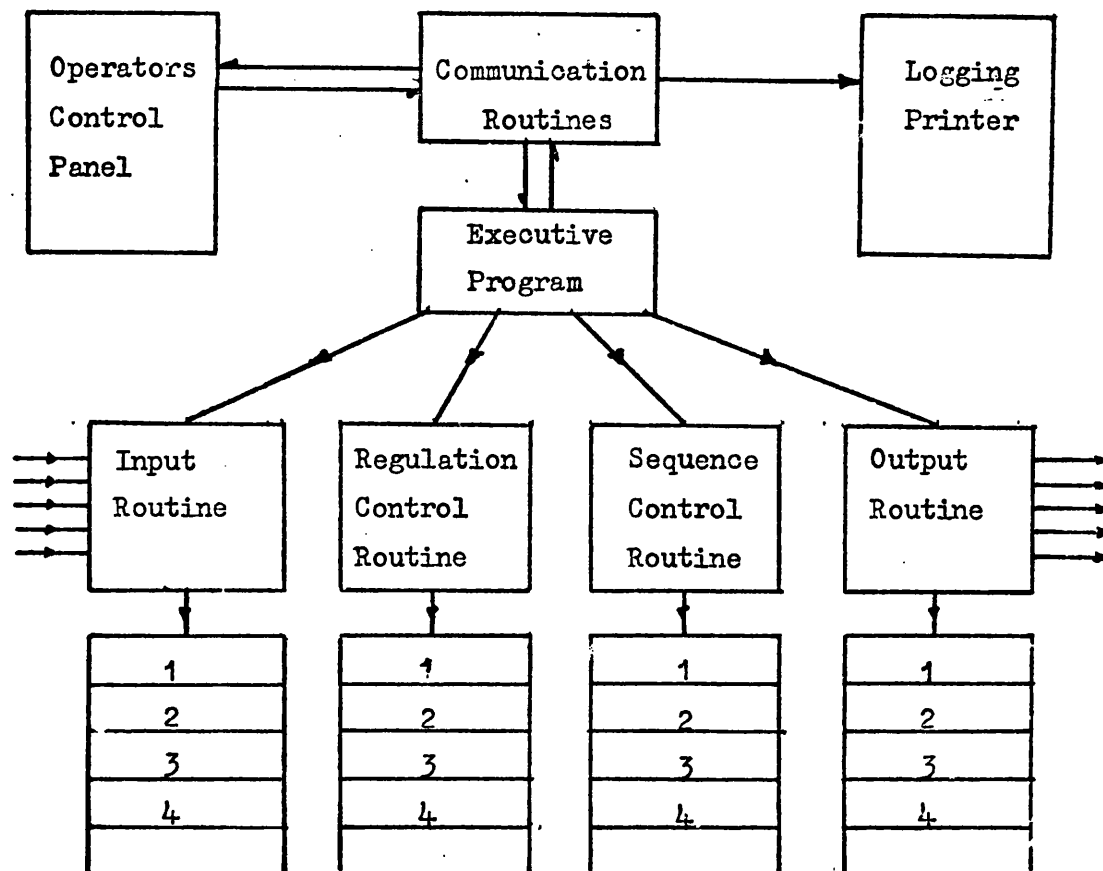 Operators
Control
Panel
Communication
Routines
Logging
Printer
Executive
Program
Input
Routine
Regulation
Control
Routine
Sequence
Control
Routine
Output
Routine
1
2
3
4
1
2
3
4
1
2
3
4
1
2
3
4